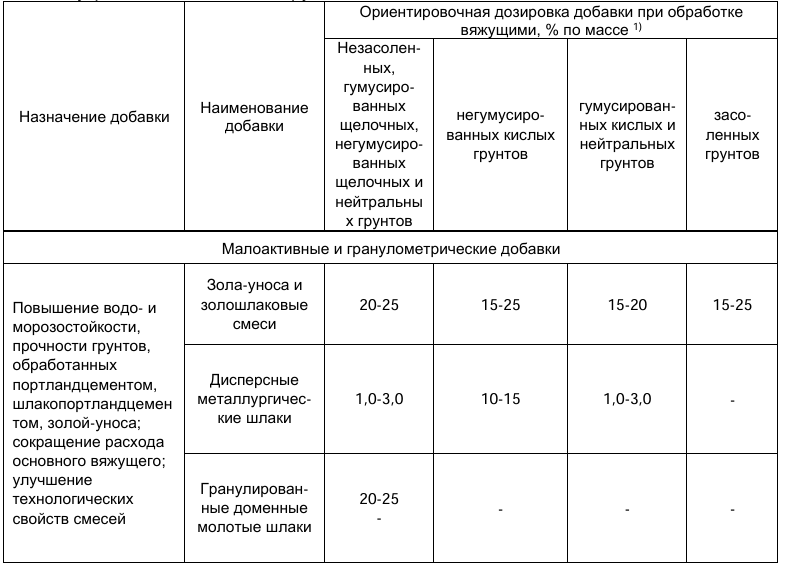 Назначение добавки
Наименование
добавки
Ориентировочная дозировка добавки при обработке
вяжущими, % по массе 1)
Незасолен-
ных,
гумусиро-
ванных
щелочных,
негумусиро-
ванных
щелочных и
нейтральны
х грунтов
негумусиро-
ванных кислых
грунтов
гумусирован-
ных кислых и
нейтральных
грунтов
засо-
ленных
грунтов
Малоактивные и гранулометрические добавки
Повышение водо- и
морозостойкости,
прочности грунтов,
обработанных
портландцементом,
шлакопортландцемен
том, золой-уноса;
сокращение расхода
основного вяжущего;
улучшение
технологических
свойств смесей
Зола-уноса и
золошлаковые
смеси
20-25
15-25
15-20
15-25
Дисперсные
металлургичес-
кие шлаки
1,0-3,0
10-15
1,0-3,0
-
Гранулирован-
ные доменные
молотые шлаки
20-25
-
-
-
-